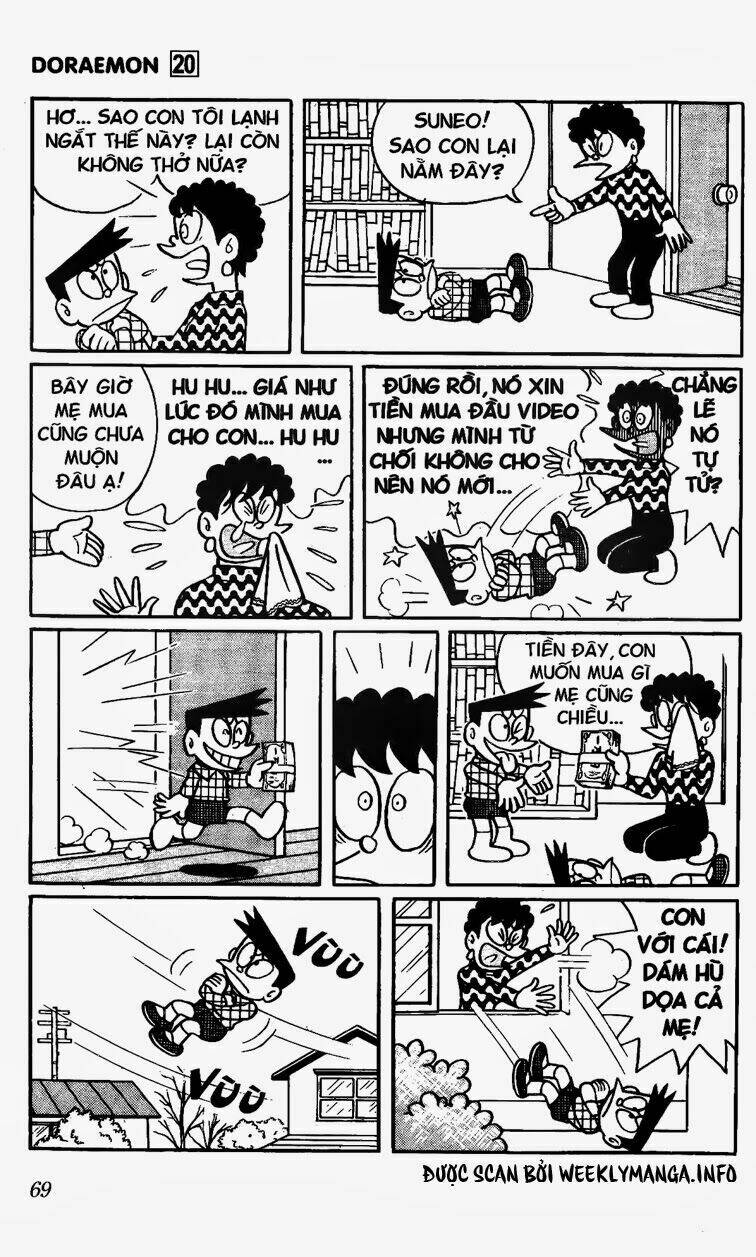 DORAEMON 20
SUNEO!
SAO CON LẠI
NẰM ĐÂY?
HƠ... SAO CON TÔI LẠNH
NGẮT THẾ NÀY? LẠI CÒN
KHÔNG THỞ NỮA?
CHẲNG
LẼ
NÓ
TỰ
TỬ?
ĐÚNG RỒI, NÓ XIN
TIỀN MUA ĐẦU VIDEO
NHƯNG MÌNH TỪ
CHỐI KHÔNG CHO
NÊN NÓ MỚI...
HU HU... GIÁ NHƯ
LÚC ĐÓ MÌNH MUA
CHO CON... HU HU
...
BÂY GIỜ
MẸ MUA
CŨNG CHƯA
MUỘN
ĐÂU Ạ!
TIỀN ĐÂY, CON
MUỐN MUA GÌ
MẸ CŨNG
CHIỀU...
CON
VỚI CÁI!
DÁM HÙ
DỌA CẢ
MẸ!
VÙÙ
VÙÙ
ĐƯỢC SCAN BỞI WEEKLYMANGA.INFO
69